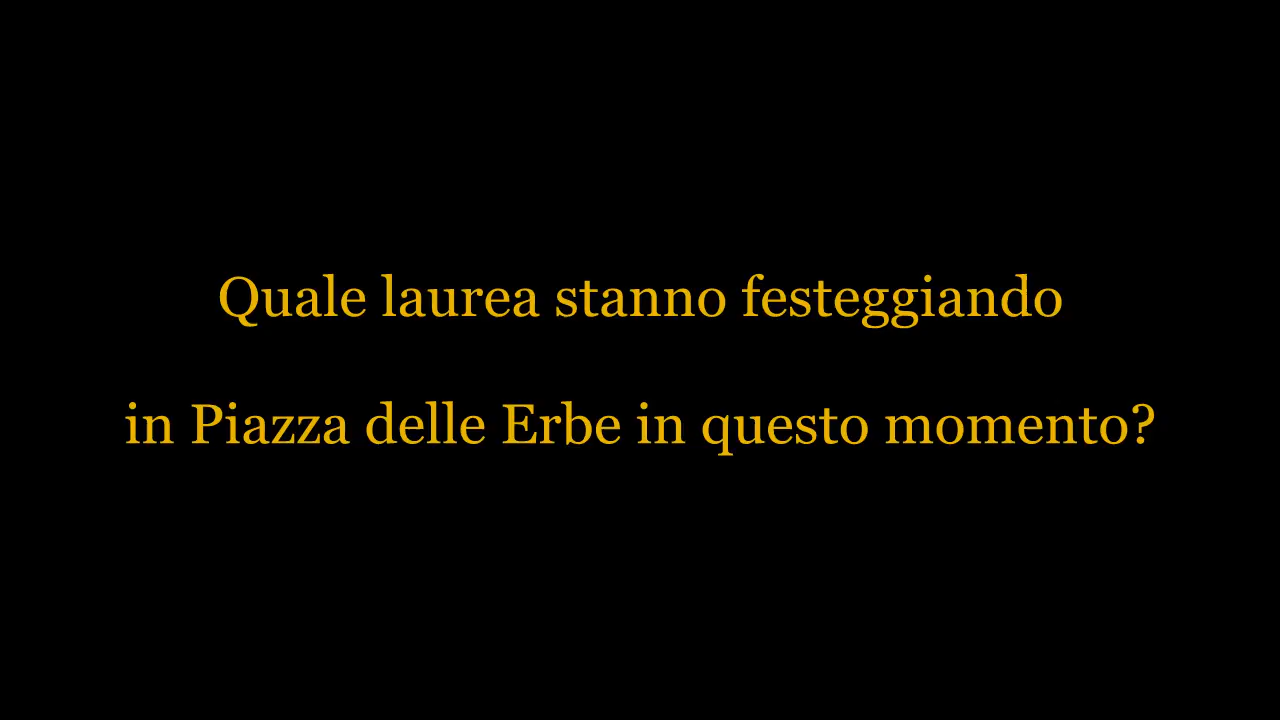 Quale laurea stanno festeggiando
in Piazza delle Erbe in questo momento?